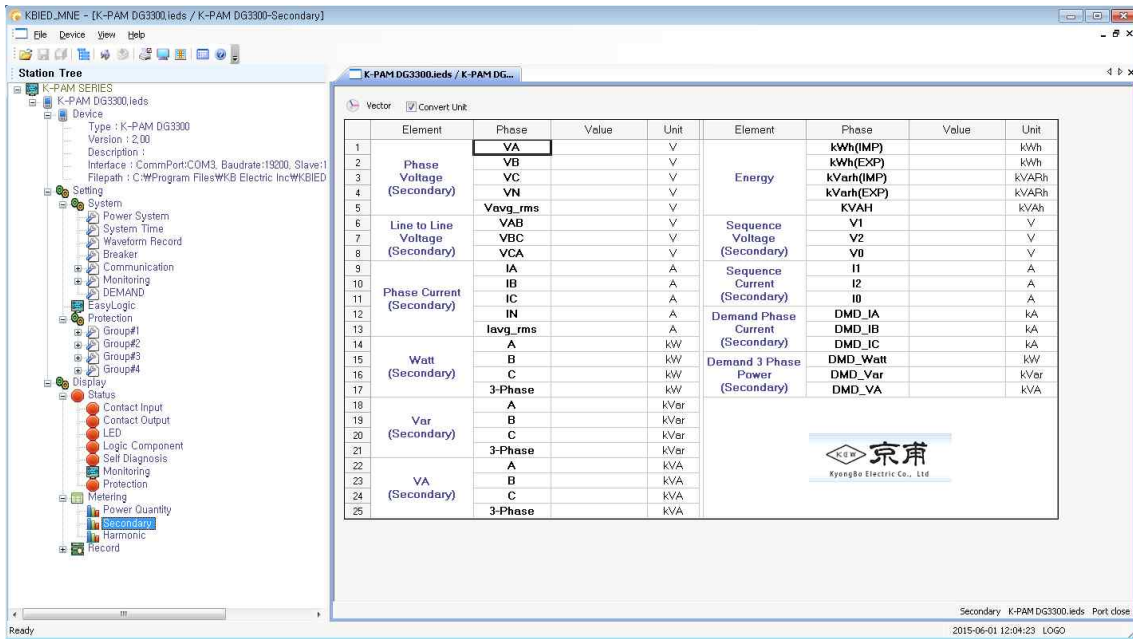 KBIED_MNE - [K-PAM DG3300.ieds / K-PAM DG3300-Secondary]
File Device View Help
Station Tree
K-PAM DG3300.ieds / K-PAM DG...
K-PAM SERIES
K-PAM DG3300.ieds
Device
Type : K-PAM DG3300
Version : 2.00
Description :
Interface : CommPort:COM3, Baudrate:19200, Slave:1
Filepath : C:₩Program Files₩KB Electric Inc₩KBIED
Setting
System
Power System
System Time
Waveform Record
Breaker
Communication
Monitoring
DEMAND
EasyLogic
Protection
Group#1
Group#2
Group#3
Group#4
Display
Status
Contact Input
Contact Output
LED
Logic Component
Self Diagnosis
Monitoring
Protection
Metering
Power Quantity
Secondary
Harmonic
Record
Vector Convert Unit
Element Phase Value Unit Element Phase Value Unit
Phase Voltage (Secondary)
1 VA V
2 VB V
3 VC V
4 VN V
5 Vavg_rms V
Line to Line Voltage (Secondary)
6 VAB V
7 VBC V
8 VCA V
Phase Current (Secondary)
9 IA A
10 IB A
11 IC A
12 IN A
13 Iavg_rms A
Watt (Secondary)
14 A kW
15 B kW
16 C kW
17 3-Phase kW
Var (Secondary)
18 A kVar
19 B kVar
20 C kVar
21 3-Phase kVar
VA (Secondary)
22 A kVA
23 B kVA
24 C kVA
25 3-Phase kVA
Energy
kWh(IMP) kWh
kWh(EXP) kWh
kVarh(IMP) kVARh
kVarh(EXP) kVARh
KVAH kVAh
Sequence Voltage (Secondary)
V1 V
V2 V
V0 V
Sequence Current (Secondary)
I1 A
I2 A
I0 A
Demand Phase Current (Secondary)
DMD_IA kA
DMD_IB kA
DMD_IC kA
Demand 3 Phase Power (Secondary)
DMD_Watt kW
DMD_Var kVar
DMD_VA kVA
KBW 京甫
KyongBo Electric Co., Ltd
Secondary K-PAM DG3300.ieds Port close
Ready 2015-06-01 12:04:23 LOGO